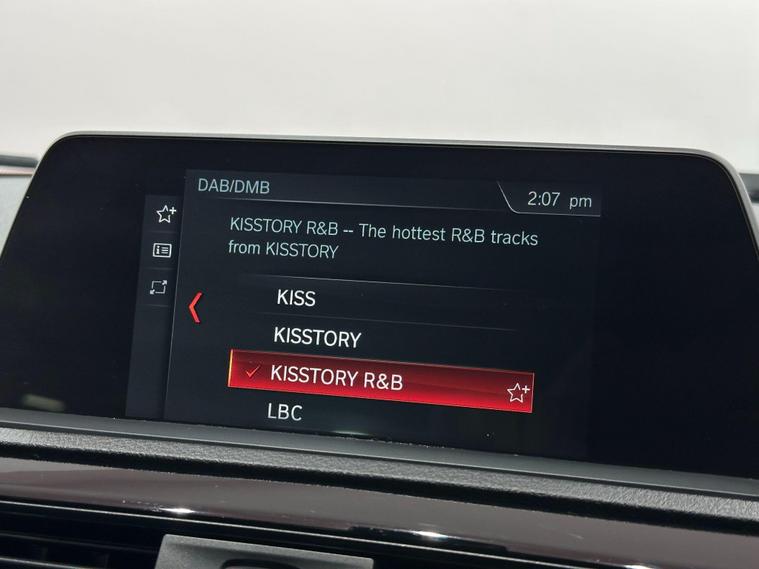 DAB/DMB
2:07 pm
KISSTORY R&B -- The hottest R&B tracks
from KISSTORY
KISS
KISSTORY
KISSTORY R&B
LBC